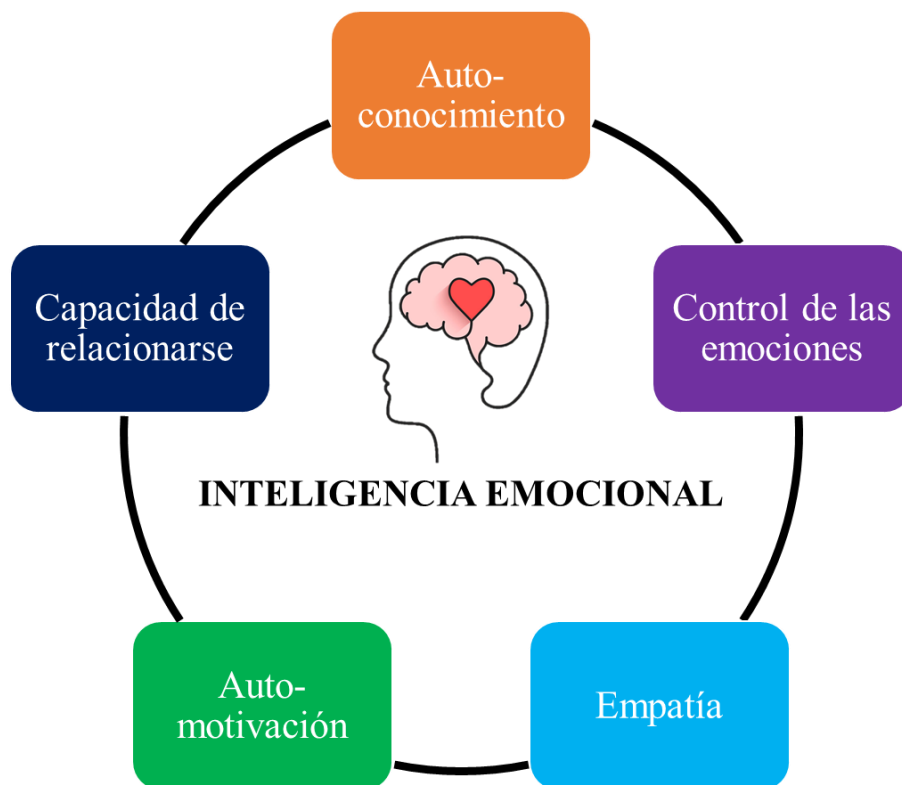 Auto-
conocimiento
Capacidad de
relacionarse
Control de las
emociones
INTELIGENCIA EMOCIONAL
Auto-
motivación
Empatía